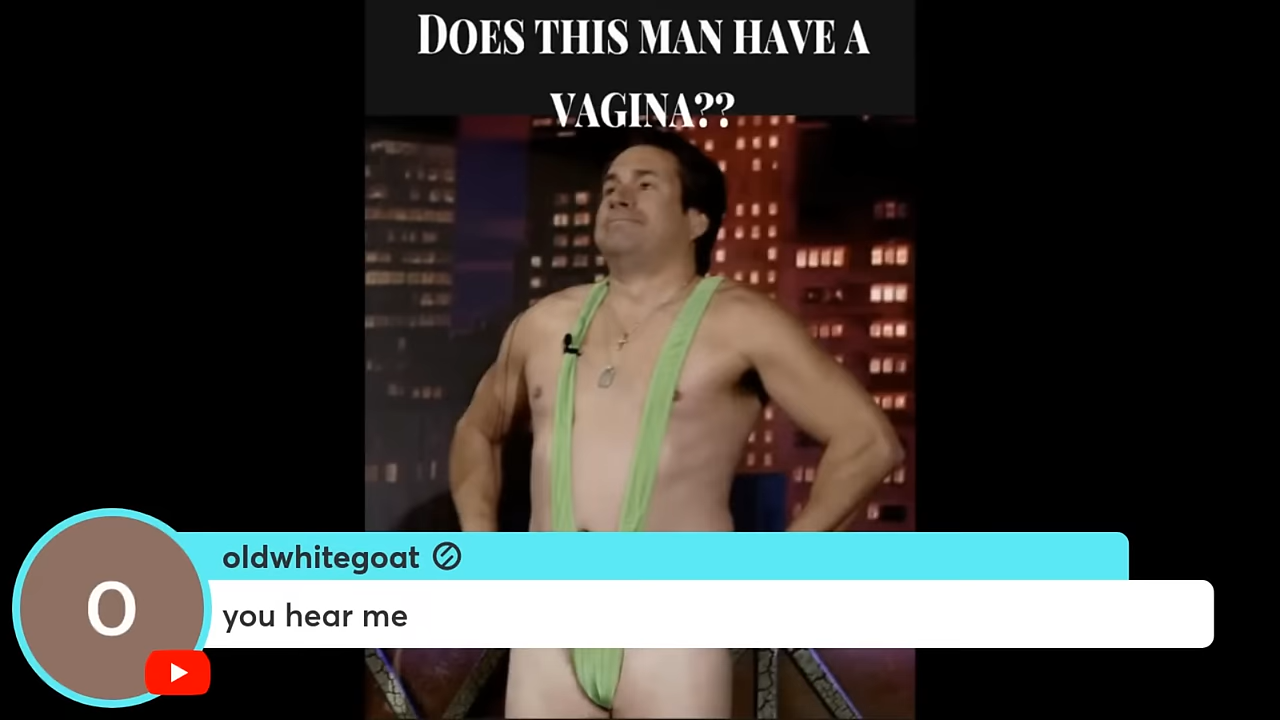 DOES THIS MAN HAVE A
VAGINA??
oldwhitegoat
O
you hear me